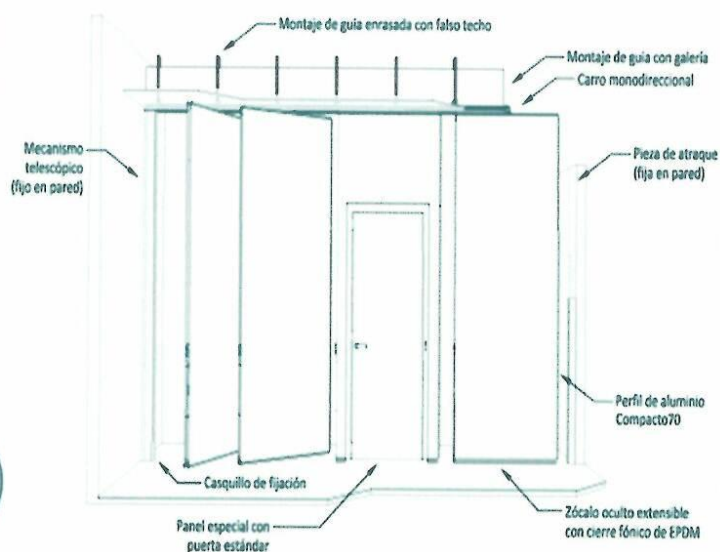 Montaje de guia enrasada con falso techo
Montaje de guia con galería
Carro monodireccional
Mecanismo
telescópico
(fijo en pared)
Pieza de atraque
(fija en pared)
Perfil de aluminio
Compacto70
Casquillo de fijación
Panel especial con
puerta estándar
Zócalo oculto extensible
con cierre fónico de EPDM